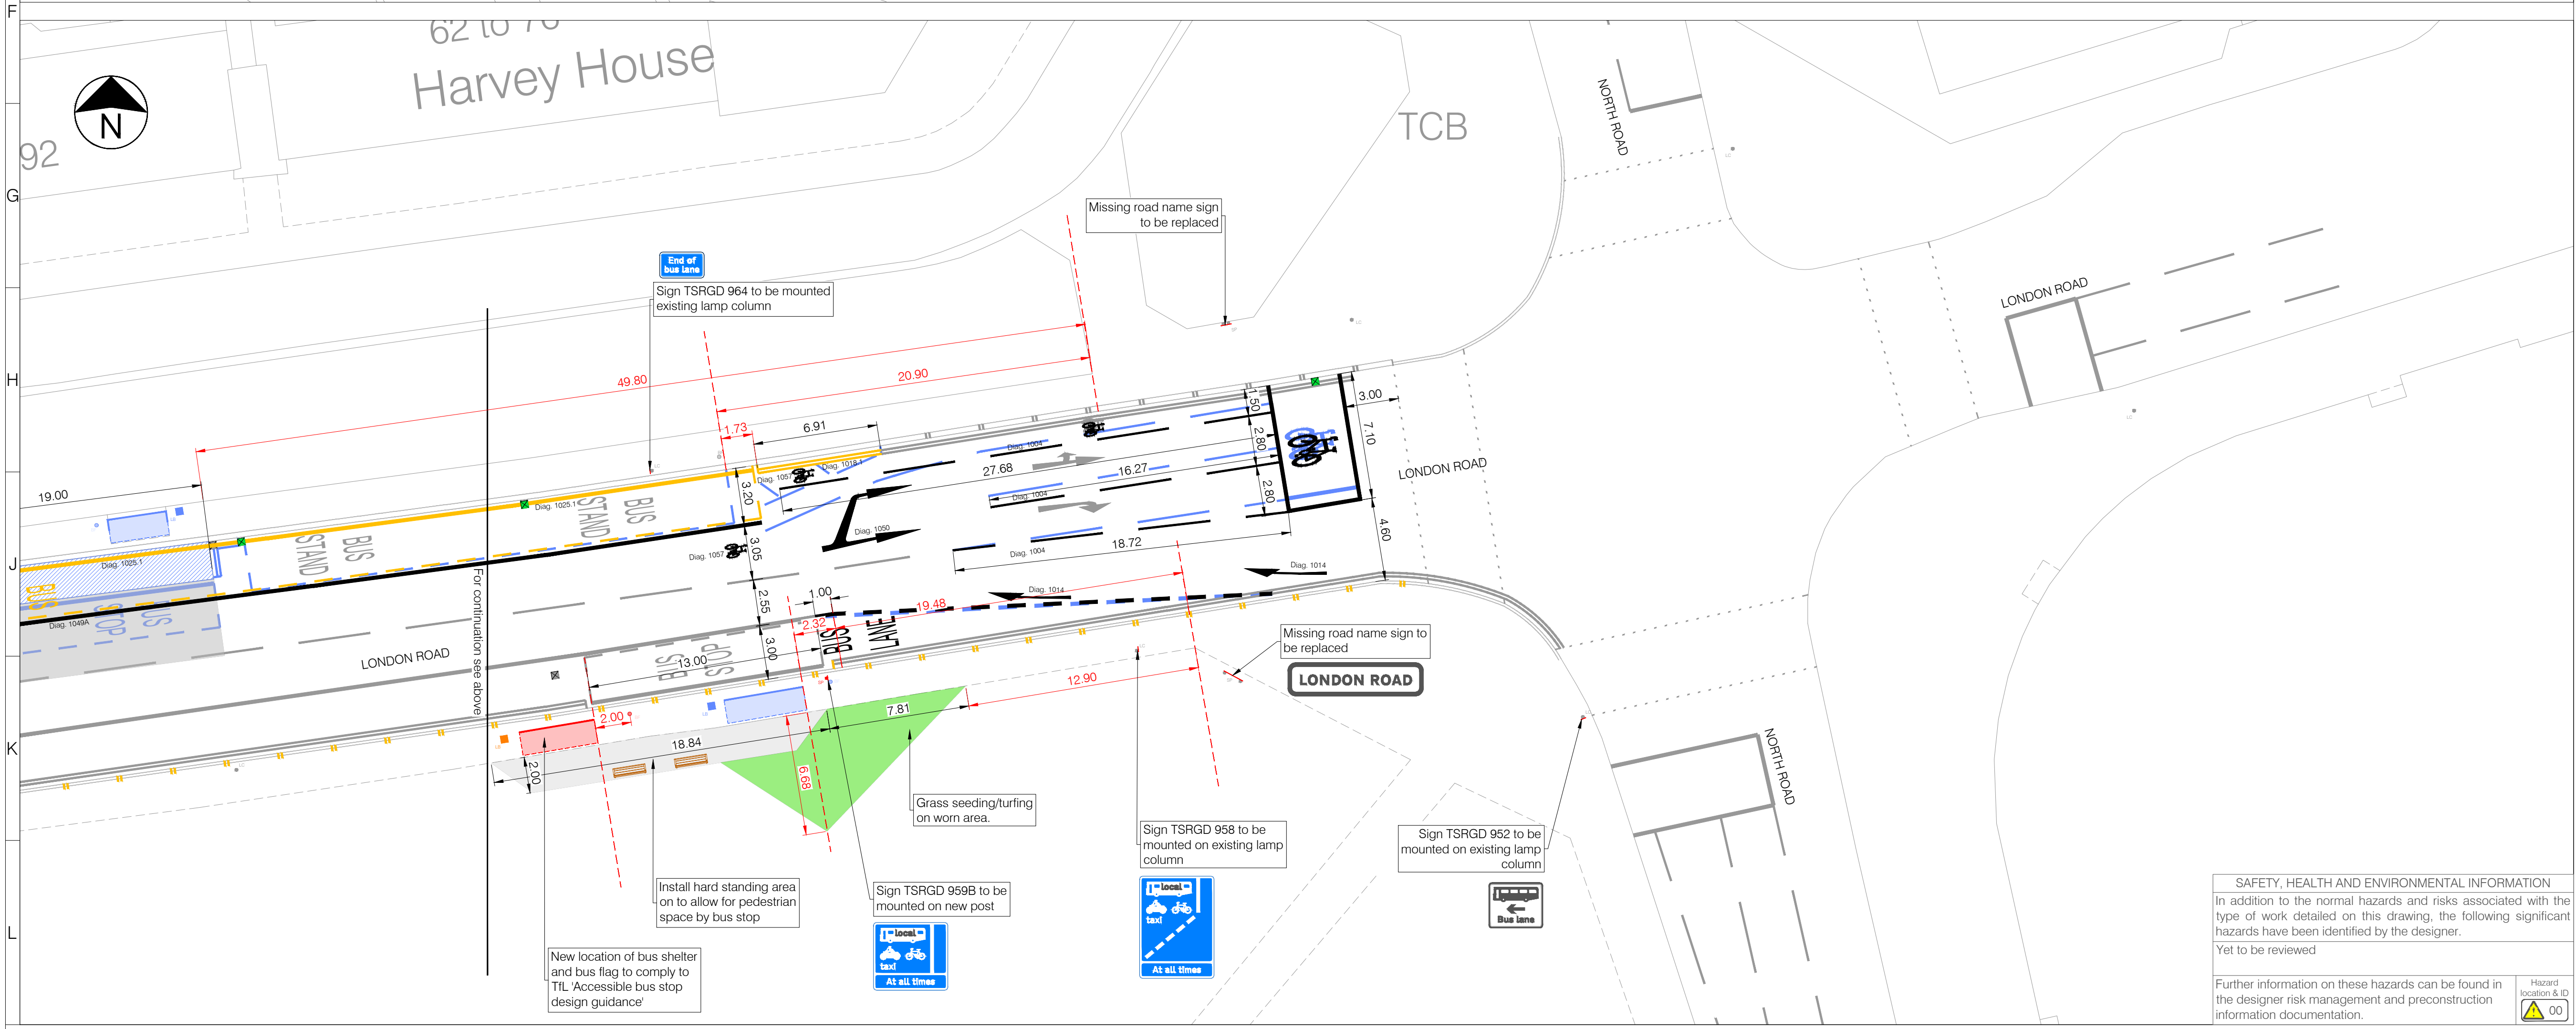 F
G
H
J
K
L
62 to 70
Harvey House
92
N
TCB
NORTH ROAD
Missing road name sign
to be replaced
End of
bus lane
Sign TSRGD 964 to be mounted
existing lamp column
LONDON ROAD
49.80
20.90
1.73
6.91
1.50
2.80
2.80
3.00
7.10
4.60
LONDON ROAD
19.00
LC
LB
Diag. 1025.1
BUS
STAND
BUS
STAND
Diag. 1025.1
3.20
Diag. 1057
Diag. 1018.1
Diag. 1004
27.68
16.27
Diag. 1004
Diag. 1050
Diag. 1004
18.72
Diag. 1057
3.05
2.55
3.00
1.00
2.32
19.48
Diag. 1014
Diag. 1014
BUS
BUS
STOP
Diag. 1049A
LONDON ROAD
For continuation see above
BUS
STOP
13.00
BUS
LANE
Missing road name sign to
be replaced
LONDON ROAD
12.90
7.81
2.00
18.84
2.00
6.68
NORTH ROAD
Grass seeding/turfing
on worn area.
Sign TSRGD 958 to be
mounted on existing lamp
column
Sign TSRGD 952 to be
mounted on existing lamp
column
Install hard standing area
on to allow for pedestrian
space by bus stop
Sign TSRGD 959B to be
mounted on new post
local
taxi
At all times
local
taxi
At all times
Bus lane
New location of bus shelter
and bus flag to comply to
TfL 'Accessible bus stop
design guidance'
SAFETY, HEALTH AND ENVIRONMENTAL INFORMATION
In addition to the normal hazards and risks associated with the
type of work detailed on this drawing, the following significant
hazards have been identified by the designer.
Yet to be reviewed
Further information on these hazards can be found in
the designer risk management and preconstruction
information documentation.
Hazard
location & ID
00